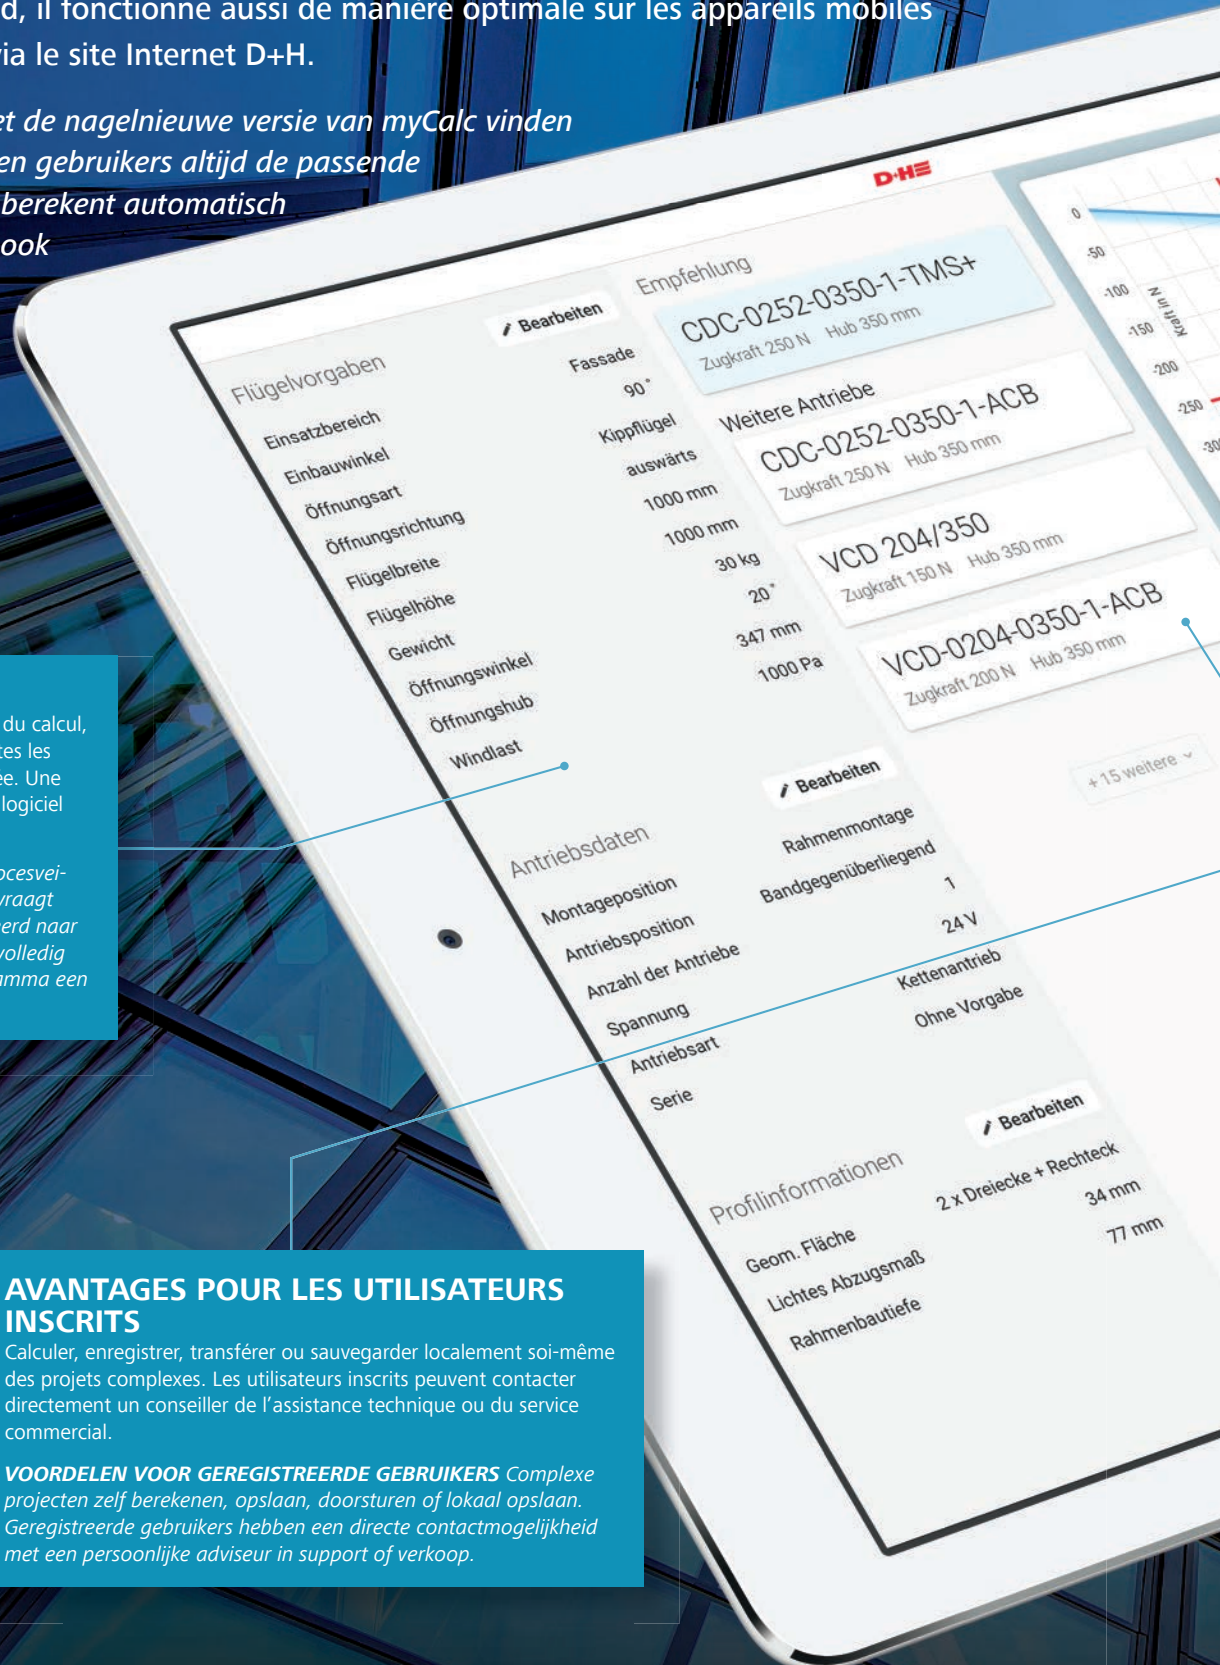 d, il fonctionne aussi de manière optimale sur les appareils mobiles
via le site Internet D+H.
et de nagelnieuwe versie van myCalc vinden
en gebruikers altijd de passende
berekent automatisch
ook
D+H
Flügelvorgaben
Bearbeiten
Einsatzbereich Fassade
Einbauwinkel 90°
Öffnungsart Kippflügel
Öffnungsrichtung auswärts
Flügelbreite 1000 mm
Flügelhöhe 1000 mm
Gewicht 30 kg
Öffnungswinkel 20°
Öffnungshub 347 mm
Windlast 1000 Pa
Antriebsdaten
Bearbeiten
Montageposition Rahmenmontage
Antriebsposition Bandgegenüberliegend
Anzahl der Antriebe 1
Spannung 24 V
Antriebsart Kettenantrieb
Serie Ohne Vorgabe
Profilinformationen
Bearbeiten
Geom. Fläche 2 x Dreiecke + Rechteck
Lichtes Abzugsmaß 34 mm
Rahmenbautiefe 77 mm
Empfehlung
CDC-0252-0350-1-TMS+
Zugkraft 250 N Hub 350 mm
Weitere Antriebe
CDC-0252-0350-1-ACB
Zugkraft 250 N Hub 350 mm
VCD 204/350
Zugkraft 150 N Hub 350 mm
VCD-0204-0350-1-ACB
Zugkraft 200 N Hub 350 mm
+ 15 weitere
0
-50
-100
-150
-200
-250
-300
Kraft in N
du calcul,
tes les
ée. Une
logiciel
ocesvei-
vraagt
eerd naar
volledig
amma een
AVANTAGES POUR LES UTILISATEURS
INSCRITS
Calculer, enregistrer, transférer ou sauvegarder localement soi-même
des projets complexes. Les utilisateurs inscrits peuvent contacter
directement un conseiller de l'assistance technique ou du service
commercial.
VOORDELEN VOOR GEREGISTREERDE GEBRUIKERS Complexe
projecten zelf berekenen, opslaan, doorsturen of lokaal opslaan.
Geregistreerde gebruikers hebben een directe contactmogelijkheid
met een persoonlijke adviseur in support of verkoop.